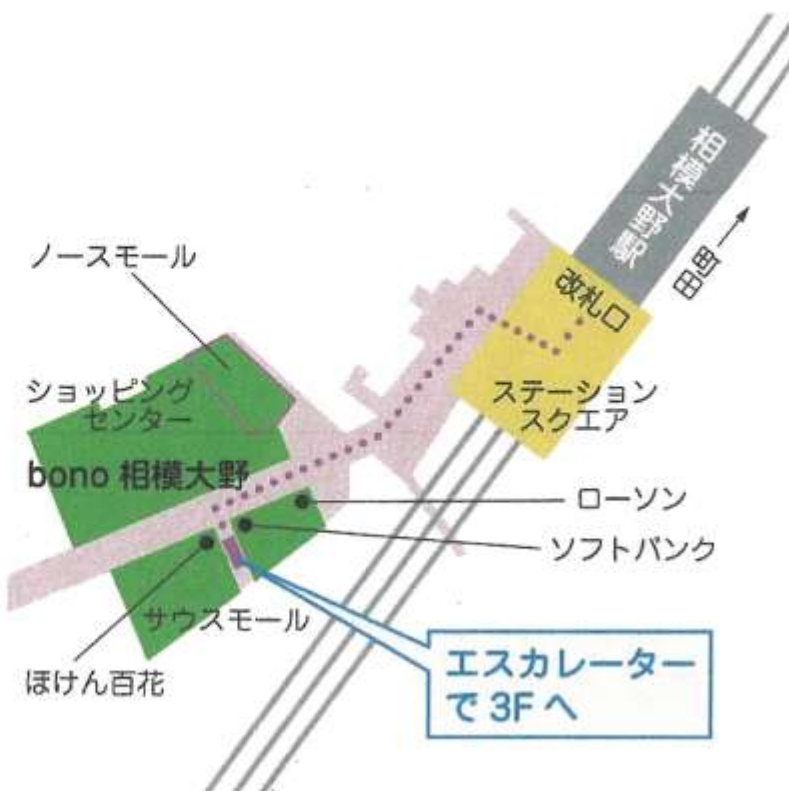 相模大野駅
町田
改札口
ノースモール
ショッピング
センター
ステーション
スクエア
bono 相模大野
ローソン
ソフトバンク
サウスモール
ほけん百花
エスカレーター
で 3F へ